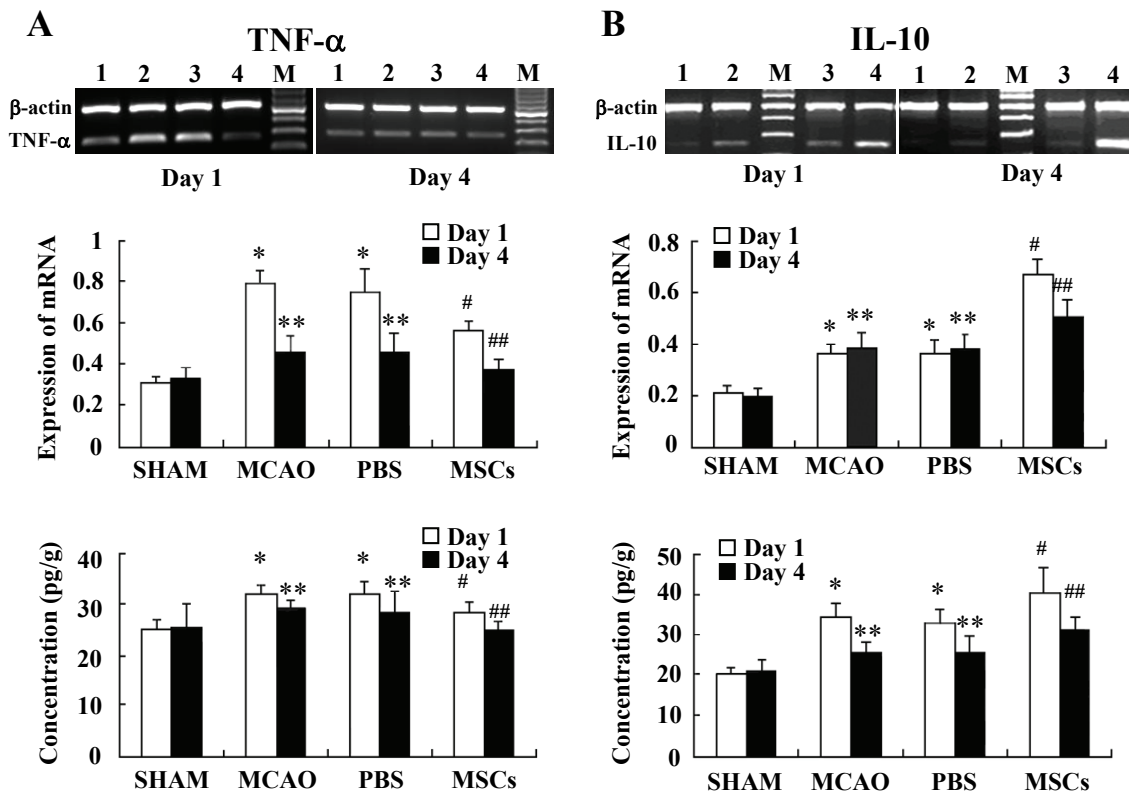 A
TNF-α
1 2 3 4 M 1 2 3 4 M
β-actin
TNF-α
Day 1 Day 4
Expression of mRNA
1
0.8
0.6
0.4
0.2
0
Day 1
Day 4
* ** * ** # ##
SHAM MCAO PBS MSCs
Concentration (pg/g)
40
30
20
10
0
Day 1
Day 4
* ** * ** # ##
SHAM MCAO PBS MSCs
B
IL-10
1 2 M 3 4 1 2 M 3 4
β-actin
IL-10
Day 1 Day 4
Expression of mRNA
0.8
0.6
0.4
0.2
0
Day 1
Day 4
* ** * ** # ##
SHAM MCAO PBS MSCs
Concentration (pg/g)
50
40
30
20
10
0
Day 1
Day 4
* ** * ** # ##
SHAM MCAO PBS MSCs